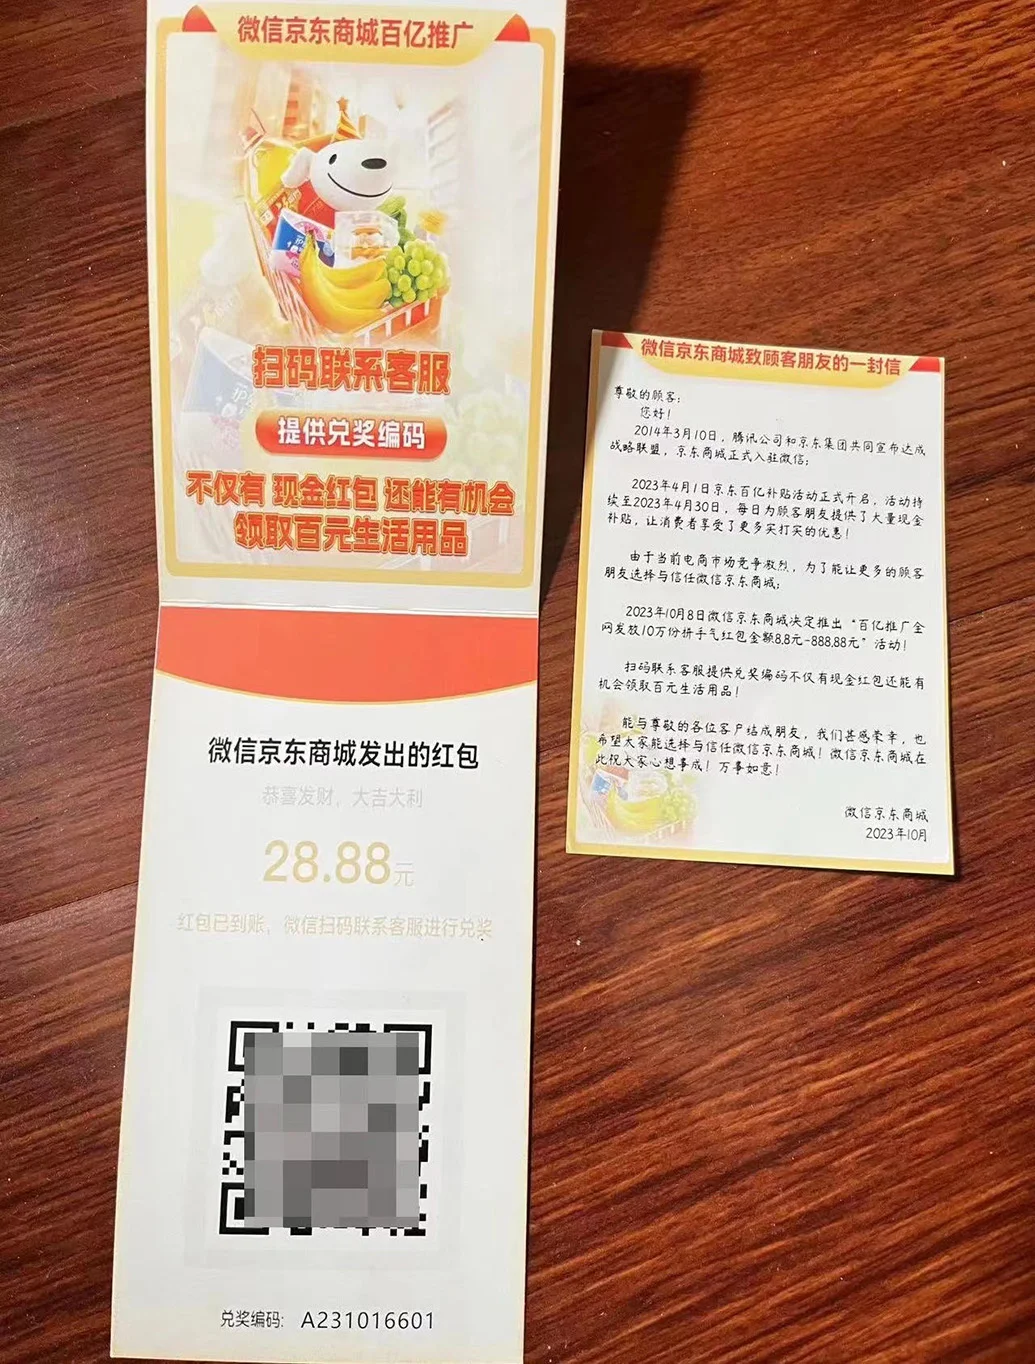 微信京东商城百亿推广
扫码联系客服
提供兑奖编码
不仅有 现金红包 还能有机会
领取百元生活用品
微信京东商城发出的红包
恭喜发财，大吉大利
28.88元
红包已到账，微信扫码联系客服进行兑奖
兑奖编码: A231016601
微信京东商城致顾客朋友的一封信
尊敬的顾客：
您好！
2014年3月10日，腾讯公司和京东集团共同宣布达成
战略联盟，京东商城正式入驻微信；
2023年4月1日京东百亿补贴活动正式开启，活动持
续至2023年4月30日，每日为顾客朋友提供了大量现金
补贴，让消费者享受了更多买打买的优惠！
由于当前电商市场竞争激烈，为了能让更多的顾客
朋友选择与信任微信京东商城；
2023年10月8日微信京东商城决定推出“百亿推广全
网发放10万份拼手气红包金额8.8元-888.88元”活动！
扫码联系客服提供兑奖编码不仅有现金红包还能有
机会领取百元生活用品！
能与尊敬的各位客户结成朋友，我们甚感荣幸，也
希望大家能选择与信任微信京东商城！微信京东商城在
此祝大家心想事成！万事如意！
微信京东商城
2023年10月